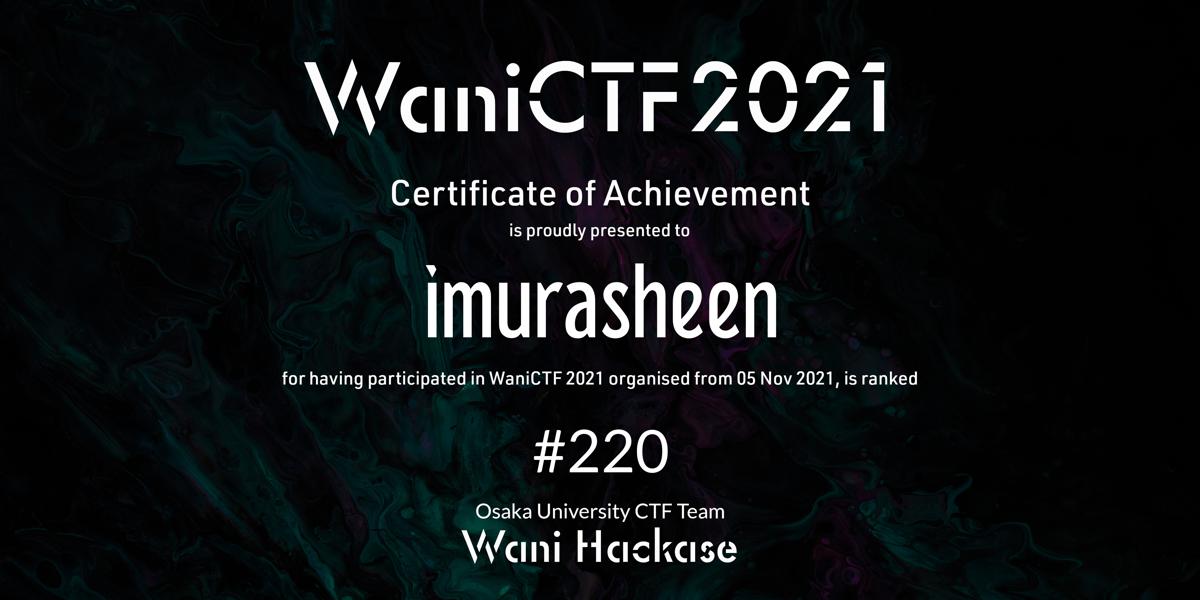 WaniCTF2021
Certificate of Achievement
is proudly presented to
imurasheen
for having participated in WaniCTF 2021 organised from 05 Nov 2021, is ranked
#220
Osaka University CTF Team
Wani Hackase